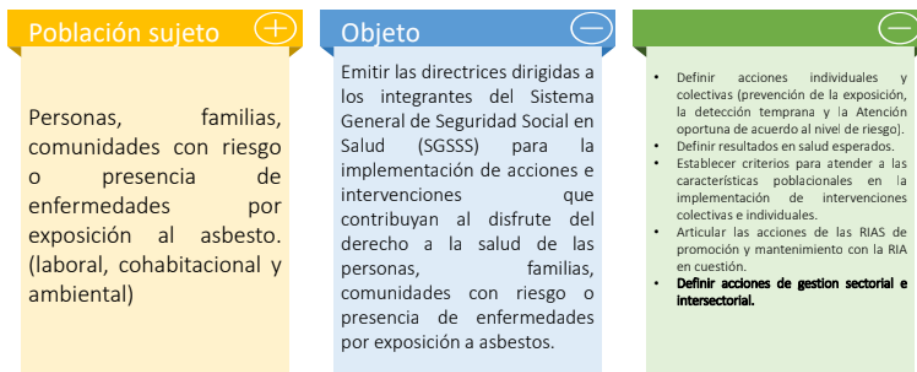 Población sujeto
Personas, familias,
comunidades con riesgo
o presencia de
enfermedades por
exposición al asbesto.
(laboral, cohabitacional y
ambiental)
Objeto
Emitir las directrices dirigidas a
los integrantes del Sistema
General de Seguridad Social en
Salud (SGSSS) para la
implementación de acciones e
intervenciones que
contribuyan al disfrute del
derecho a la salud de las
personas, familias,
comunidades con riesgo o
presencia de enfermedades
por exposición a asbestos.
• Definir acciones individuales y
colectivas (prevención de la exposición,
la detección temprana y la Atención
oportuna de acuerdo al nivel de riesgo).
• Definir resultados en salud esperados.
• Establecer criterios para atender a las
características poblacionales en la
implementación de intervenciones
colectivas e individuales.
• Articular las acciones de las RIAS de
promoción y mantenimiento con la RIA
en cuestión.
• Definir acciones de gestion sectorial e
intersectorial.